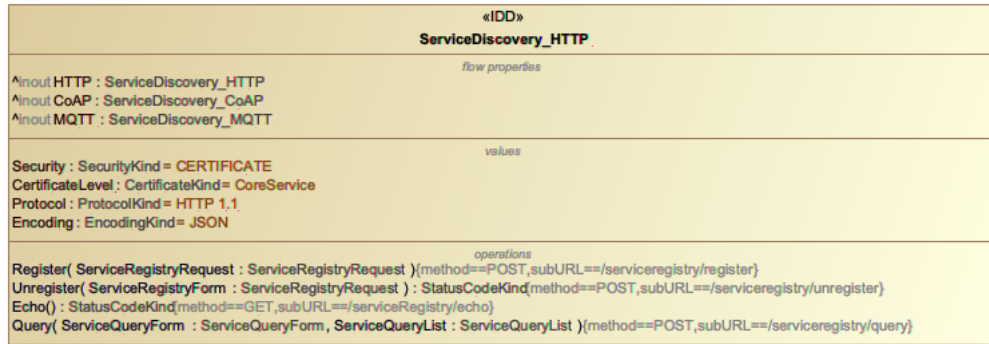 «IDD»
ServiceDiscovery_HTTP
flow properties
^inout HTTP : ServiceDiscovery_HTTP
^inout CoAP : ServiceDiscovery_CoAP
^inout MQTT : ServiceDiscovery_MQTT
values
Security : SecurityKind = CERTIFICATE
CertificateLevel : CertificateKind = CoreService
Protocol : ProtocolKind = HTTP 1.1
Encoding : EncodingKind = JSON
operations
Register( ServiceRegistryRequest : ServiceRegistryRequest ){method==POST,subURL==/serviceregistry/register}
Unregister( ServiceRegistryForm : ServiceRegistryRequest ) : StatusCodeKind{method==POST,subURL==/serviceregistry/unregister}
Echo() : StatusCodeKind{method==GET,subURL==/serviceRegistry/echo}
Query( ServiceQueryForm : ServiceQueryForm, ServiceQueryList : ServiceQueryList ){method==POST,subURL==/serviceregistry/query}